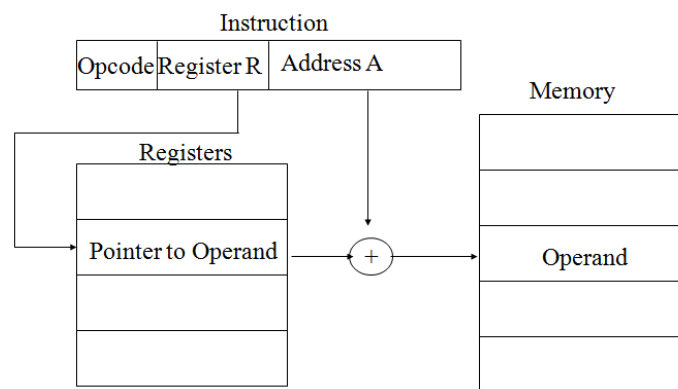 Instruction
Opcode Register R Address A
Memory
Registers
Pointer to Operand + Operand